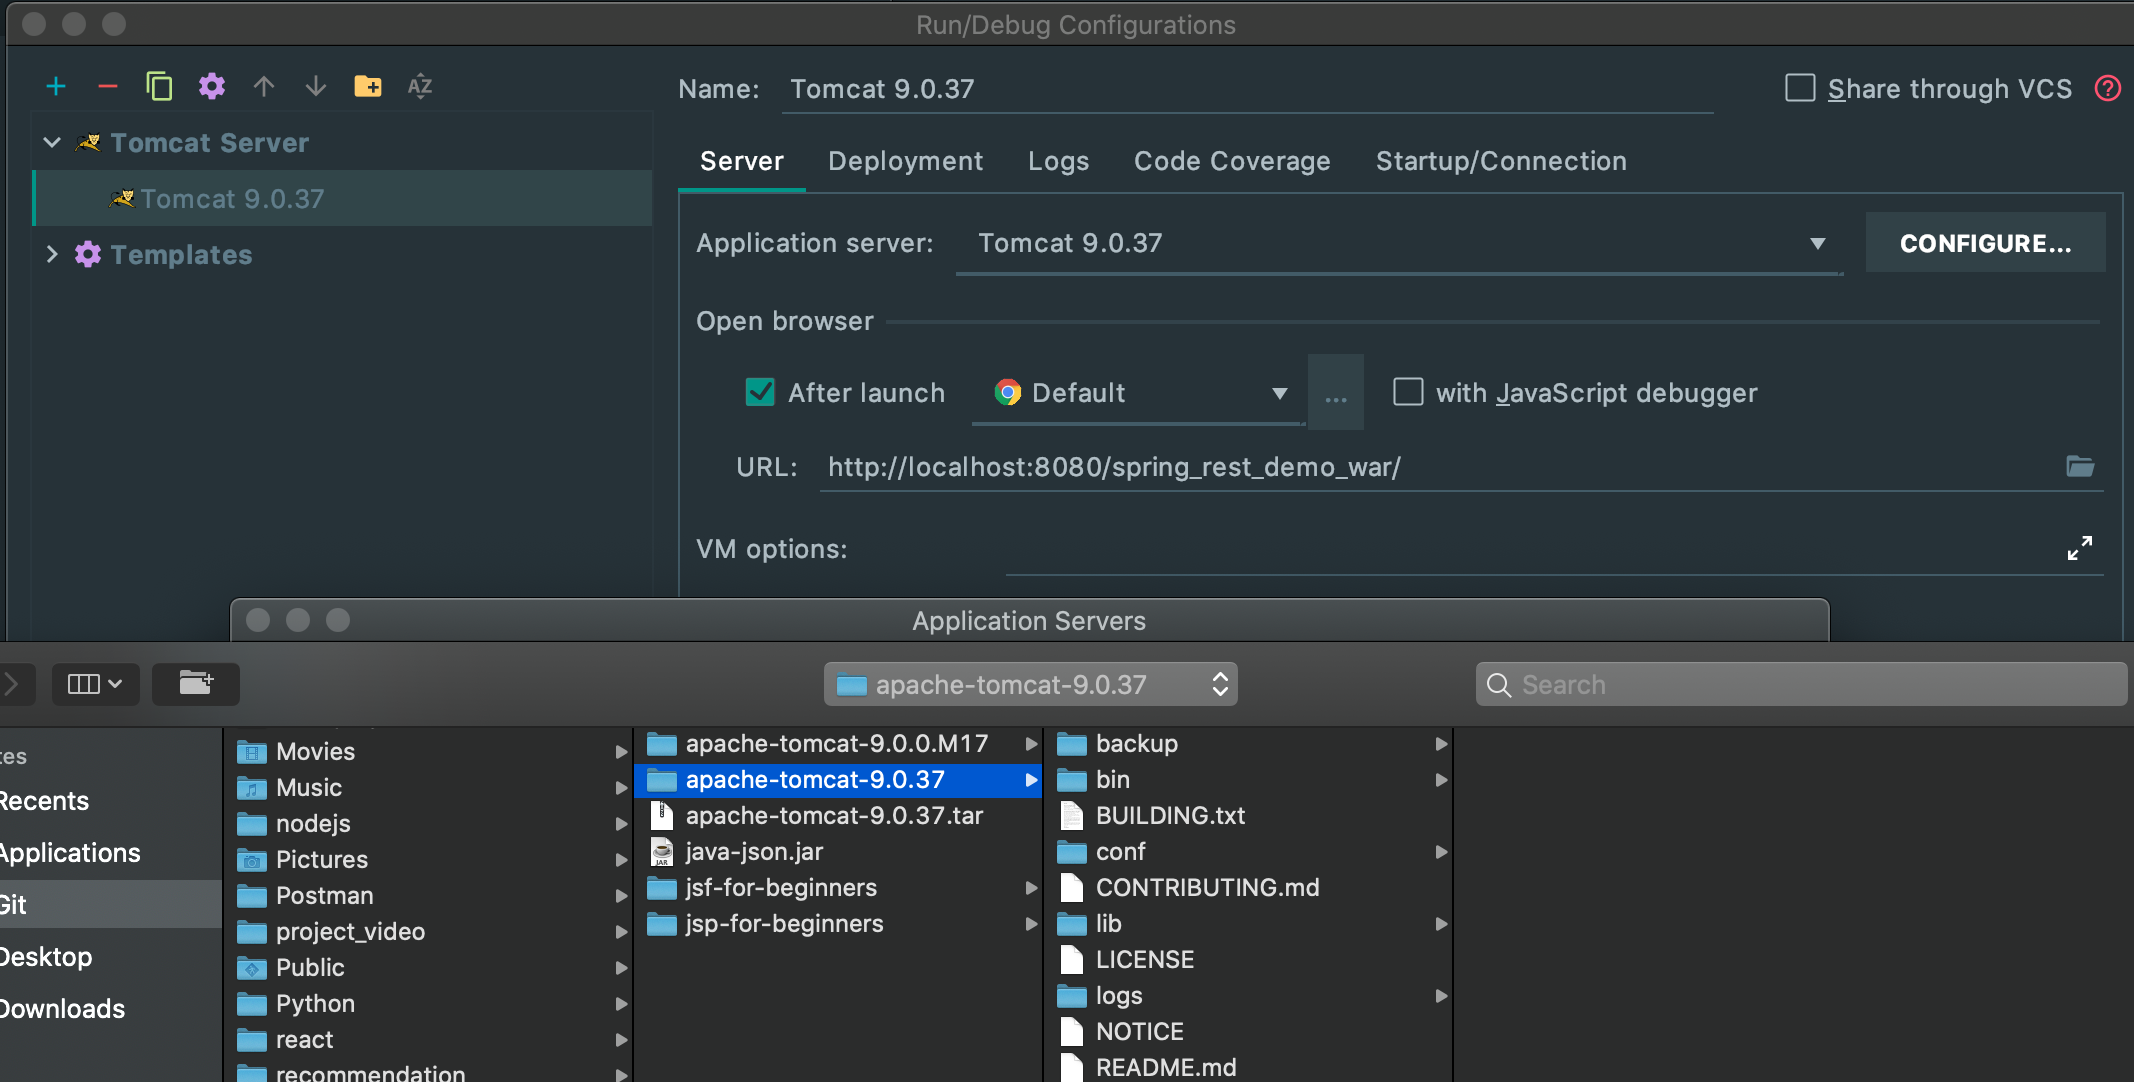 Run/Debug Configurations
Name: Tomcat 9.0.37
Share through VCS
Tomcat Server
Tomcat 9.0.37
Templates
Server Deployment Logs Code Coverage Startup/Connection
Application server: Tomcat 9.0.37 CONFIGURE...
Open browser
After launch Default ... with JavaScript debugger
URL: http://localhost:8080/spring_rest_demo_war/
VM options:
Application Servers
apache-tomcat-9.0.37
Search
tes
Recents
Applications
Git
Desktop
Downloads
Movies
Music
nodejs
Pictures
Postman
project_video
Public
Python
react
recommendation
apache-tomcat-9.0.0.M17
apache-tomcat-9.0.37
apache-tomcat-9.0.37.tar
java-json.jar
jsf-for-beginners
jsp-for-beginners
backup
bin
BUILDING.txt
conf
CONTRIBUTING.md
lib
LICENSE
logs
NOTICE
README.md